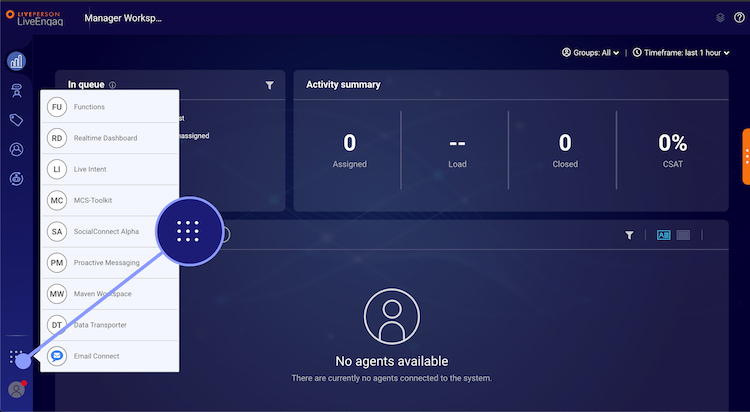 LIVEPERSON
LiveEngag
Manager Worksp...
Groups: All
Timeframe: last 1 hour
In queue
st
nassigned
Activity summary
0
Assigned
--
Load
0
Closed
0%
CSAT
FU Functions
RD Realtime Dashboard
LI Live Intent
MC MCS-Toolkit
SA SocialConnect Alpha
PM Proactive Messaging
MW Maven Workspace
DT Data Transporter
Email Connect
No agents available
There are currently no agents connected to the system.